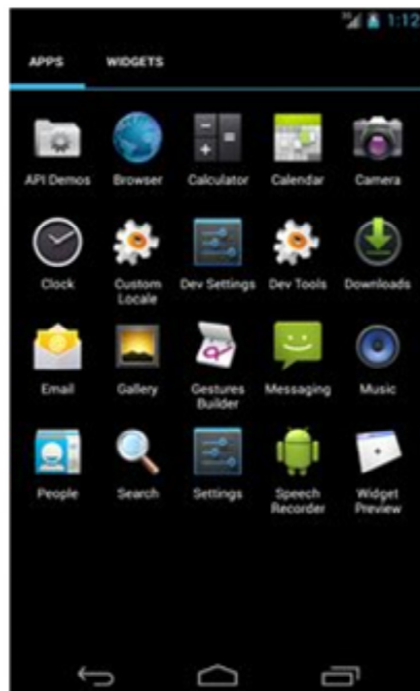 3G 1:12
APPS WIDGETS
API Demos Browser Calculator Calendar Camera
Clock Custom Locale Dev Settings Dev Tools Downloads
Email Gallery Gestures Builder Messaging Music
People Search Settings Speech Recorder Widget Preview